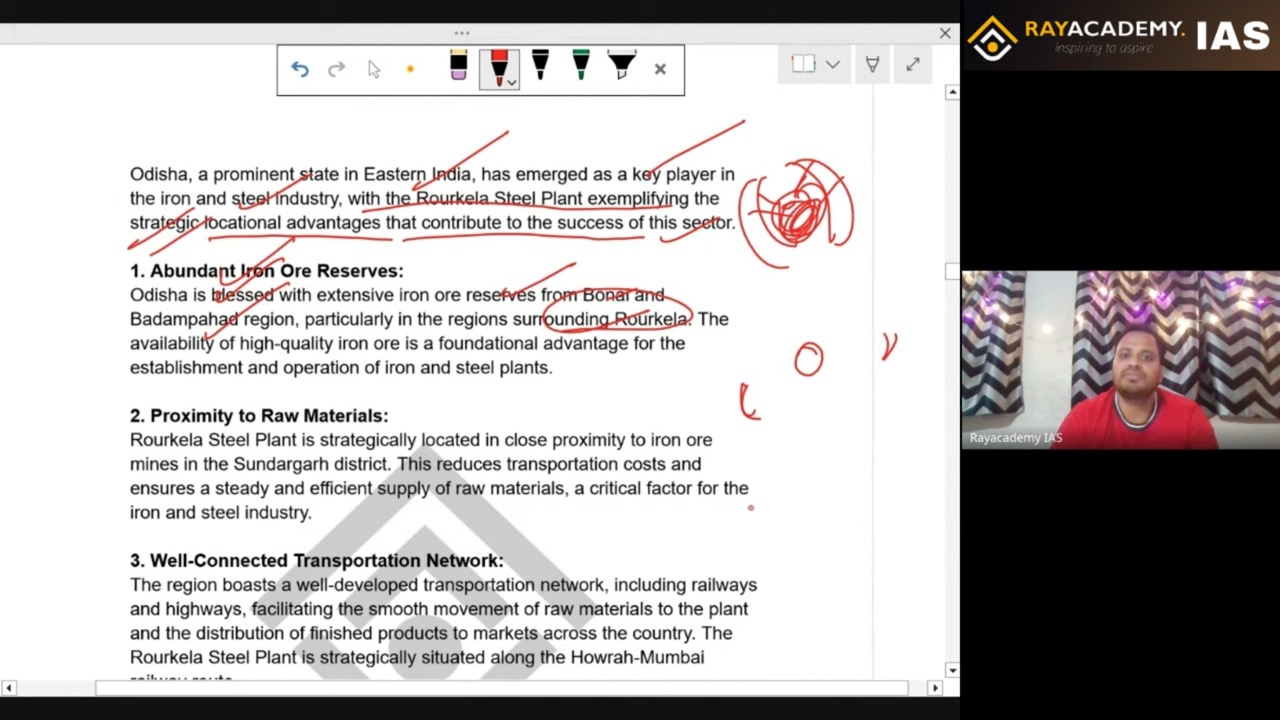 RAYACADEMY. IAS
inspiring to aspire
Odisha, a prominent state in Eastern India, has emerged as a key player in
the iron and steel industry, with the Rourkela Steel Plant exemplifying the
strategic locational advantages that contribute to the success of this sector.
1. Abundant Iron Ore Reserves:
Odisha is blessed with extensive iron ore reserves from Bonai and
Badampahad region, particularly in the regions surrounding Rourkela. The
availability of high-quality iron ore is a foundational advantage for the
establishment and operation of iron and steel plants.
2. Proximity to Raw Materials:
Rourkela Steel Plant is strategically located in close proximity to iron ore
mines in the Sundargarh district. This reduces transportation costs and
ensures a steady and efficient supply of raw materials, a critical factor for the
iron and steel industry.
3. Well-Connected Transportation Network:
The region boasts a well-developed transportation network, including railways
and highways, facilitating the smooth movement of raw materials to the plant
and the distribution of finished products to markets across the country. The
Rourkela Steel Plant is strategically situated along the Howrah-Mumbai
railway route.
Rayacademy IAS